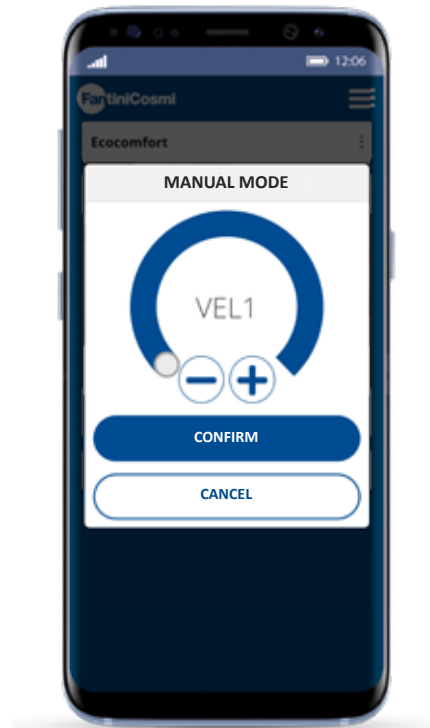 12:06
FantiniCosmi
Ecocomfort
MANUAL MODE
VEL1
CONFIRM
CANCEL